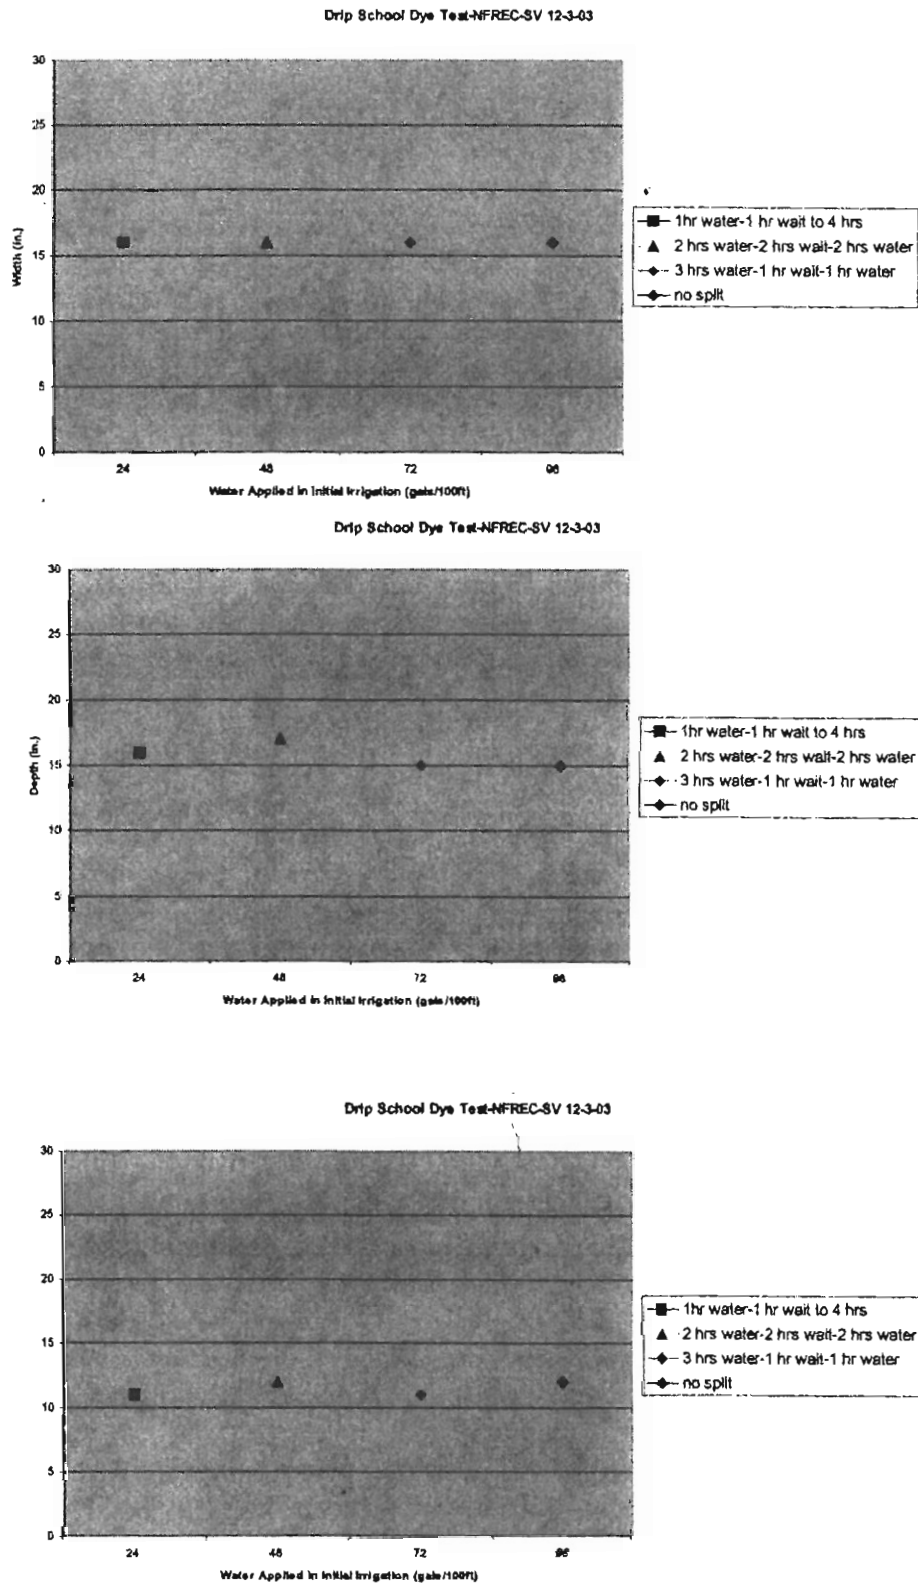 Drip School Dye Test-NFREC-SV 12-3-03
30
25
20
15
10
5
0
Width (in.)
24
48
72
96
Water Applied in Initial Irrigation (gals/100ft)
1hr water-1 hr wait to 4 hrs
2 hrs water-2 hrs wait-2 hrs water
3 hrs water-1 hr wait-1 hr water
no split
Drip School Dye Test-NFREC-SV 12-3-03
30
25
20
15
10
5
0
Depth (in.)
24
48
72
96
Water Applied in Initial Irrigation (gals/100ft)
1hr water-1 hr wait to 4 hrs
2 hrs water-2 hrs wait-2 hrs water
3 hrs water-1 hr wait-1 hr water
no split
Drip School Dye Test-NFREC-SV 12-3-03
30
25
20
15
10
5
0
24
48
72
96
Water Applied in Initial Irrigation (gals/100ft)
1hr water-1 hr wait to 4 hrs
2 hrs water-2 hrs wait-2 hrs water
3 hrs water-1 hr wait-1 hr water
no split